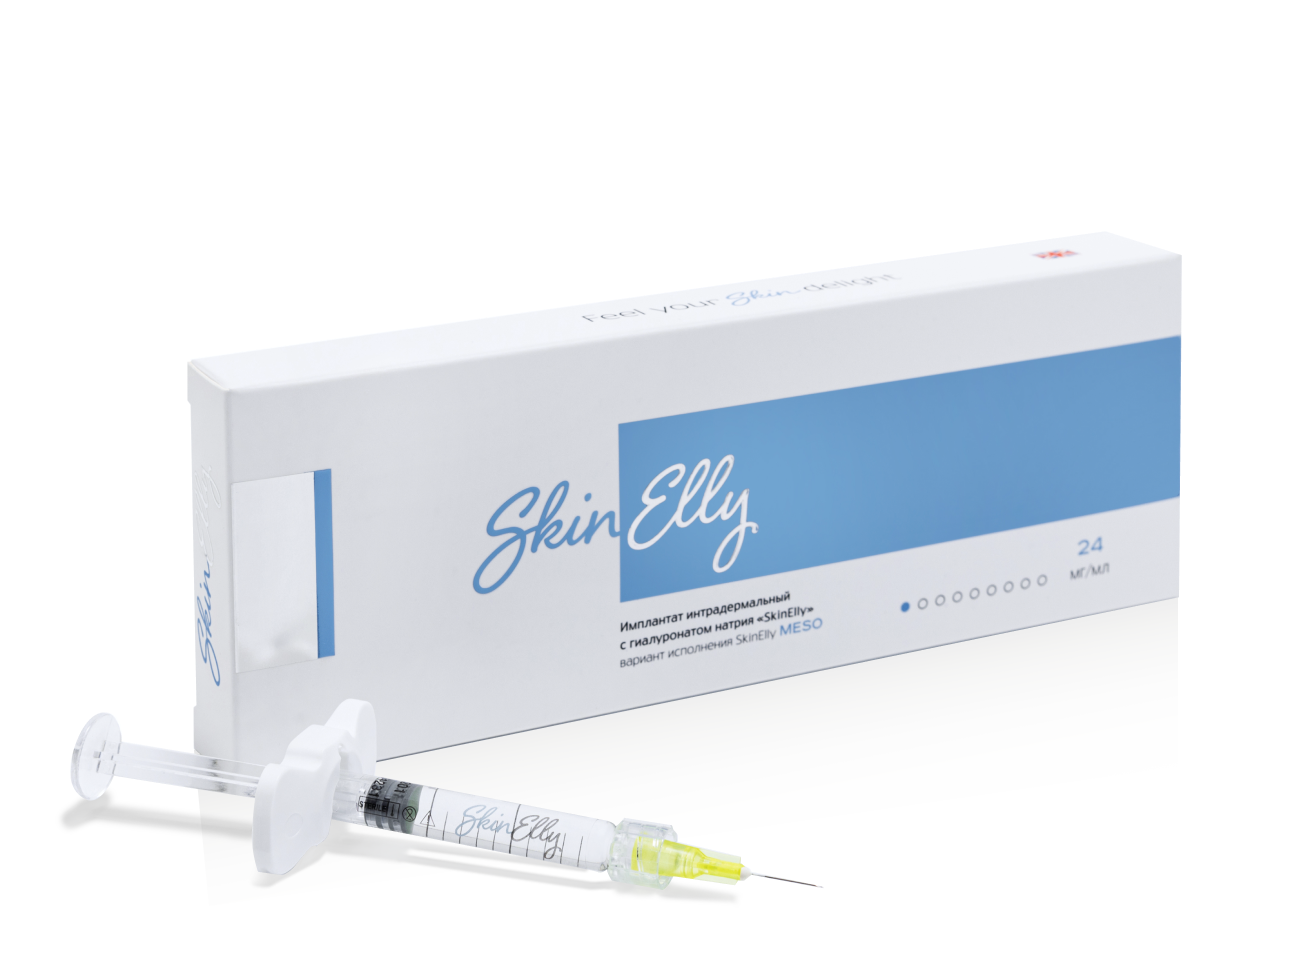 Feel your Skin delight
SkinElly
SkinElly
24
мг/мл
Имплантат интрадермальный
с гиалуронатом натрия «SkinElly»
вариант исполнения SkinElly MESO
STERILE
SkinElly